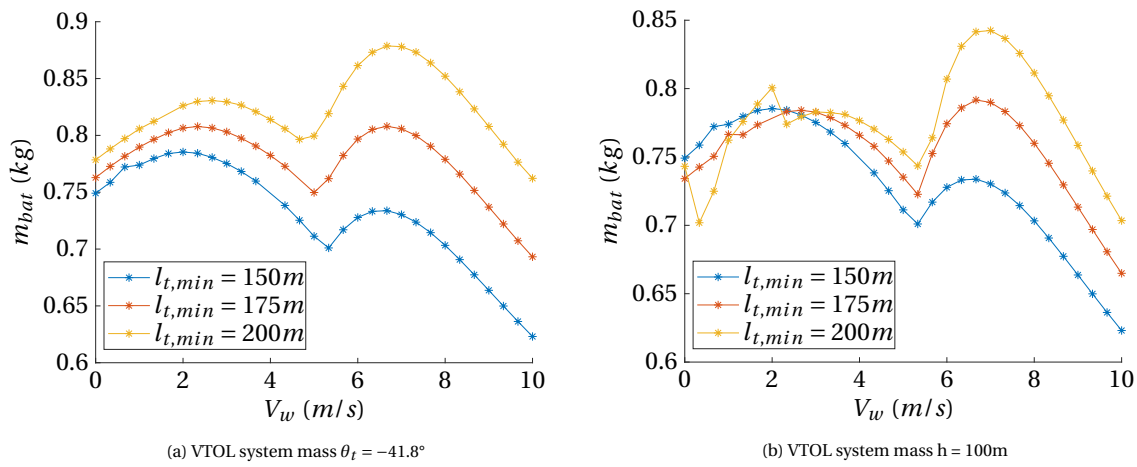 0.9
0.85
0.8
0.75
0.7
0.65
0.6
m_bat (kg)
l_t,min = 150m
l_t,min = 175m
l_t,min = 200m
0 2 4 6 8 10
V_w (m/s)
(a) VTOL system mass θ_t = −41.8°
0.85
0.8
0.75
0.7
0.65
0.6
m_bat (kg)
l_t,min = 150m
l_t,min = 175m
l_t,min = 200m
0 2 4 6 8 10
V_w (m/s)
(b) VTOL system mass h = 100m